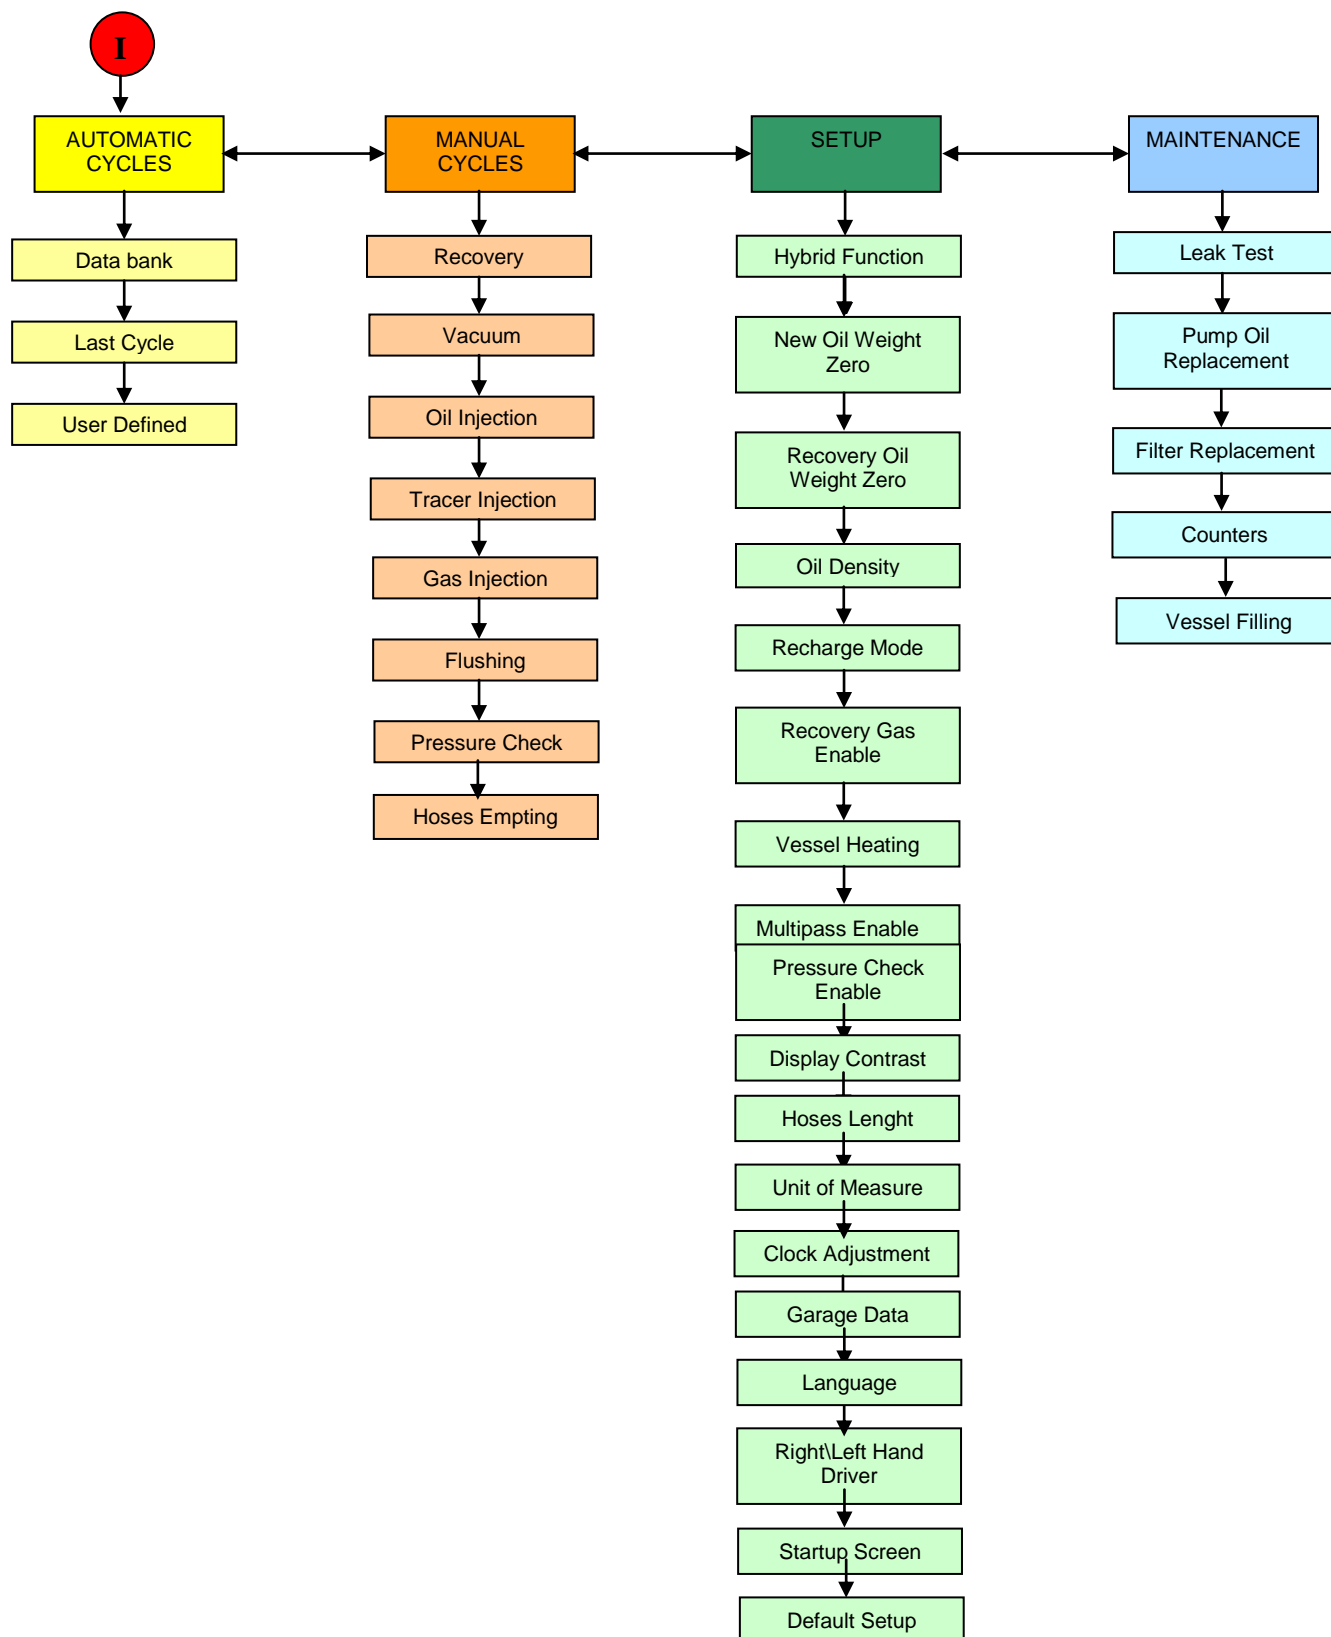 I
AUTOMATIC
CYCLES
Data bank
Last Cycle
User Defined
MANUAL
CYCLES
Recovery
Vacuum
Oil Injection
Tracer Injection
Gas Injection
Flushing
Pressure Check
Hoses Empting
SETUP
Hybrid Function
New Oil Weight
Zero
Recovery Oil
Weight Zero
Oil Density
Recharge Mode
Recovery Gas
Enable
Vessel Heating
Multipass Enable
Pressure Check
Enable
Display Contrast
Hoses Lenght
Unit of Measure
Clock Adjustment
Garage Data
Language
Right\Left Hand
Driver
Startup Screen
Default Setup
MAINTENANCE
Leak Test
Pump Oil
Replacement
Filter Replacement
Counters
Vessel Filling